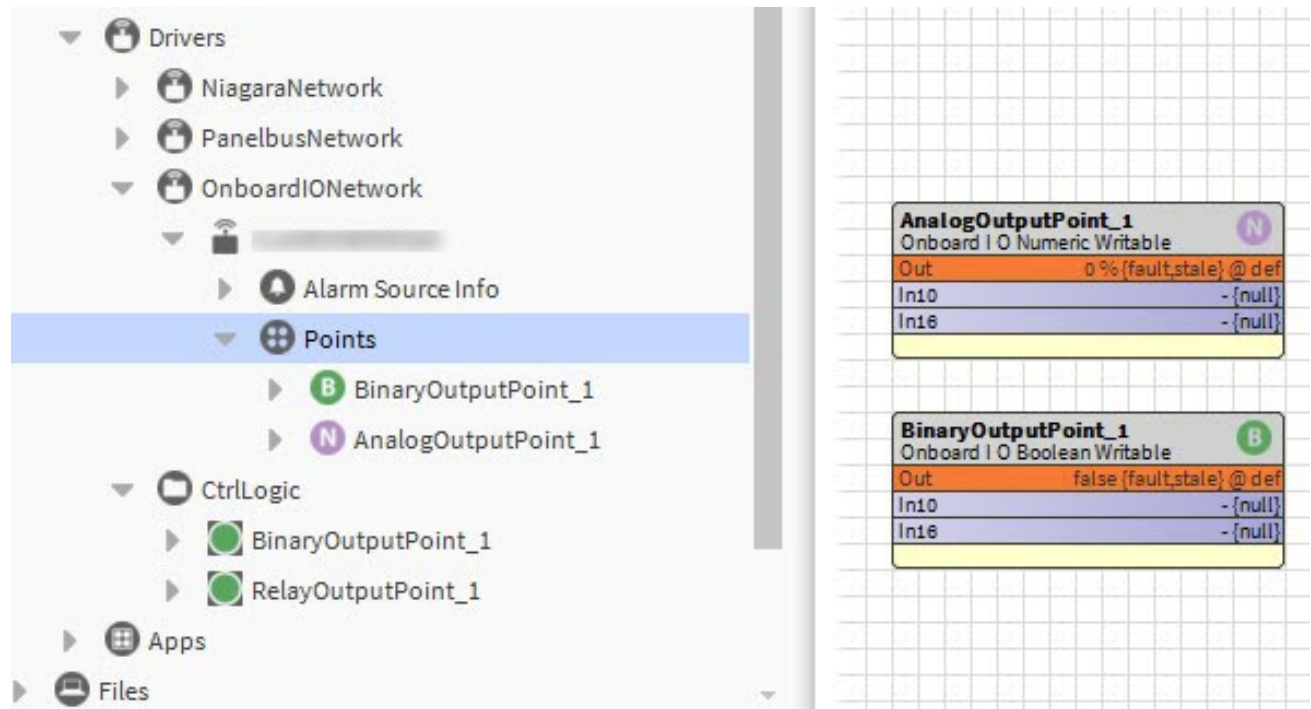 Drivers
NiagaraNetwork
PanelbusNetwork
OnboardIONetwork
Alarm Source Info
Points
B BinaryOutputPoint_1
N AnalogOutputPoint_1
CtrlLogic
BinaryOutputPoint_1
RelayOutputPoint_1
Apps
Files
AnalogOutputPoint_1 N
Onboard I O Numeric Writable
Out 0 % {fault,stale} @ def
In10 - {null}
In16 - {null}
BinaryOutputPoint_1 B
Onboard I O Boolean Writable
Out false {fault,stale} @ def
In10 - {null}
In16 - {null}